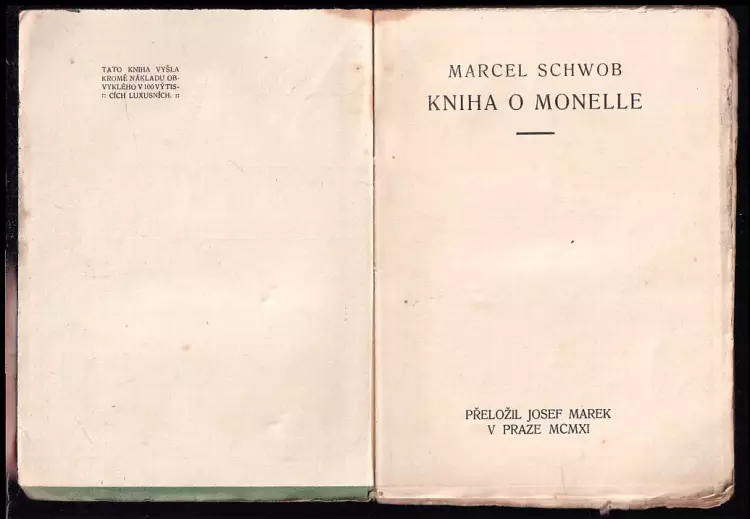 TATO KNIHA VYŠLA
KROMĚ NÁKLADU OB-
VYKLÉHO V 100 VÝTIS-
:: CÍCH LUXUSNÍCH. ::
MARCEL SCHWOB
KNIHA O MONELLE
PŘELOŽIL JOSEF MAREK
V PRAZE MCMXI